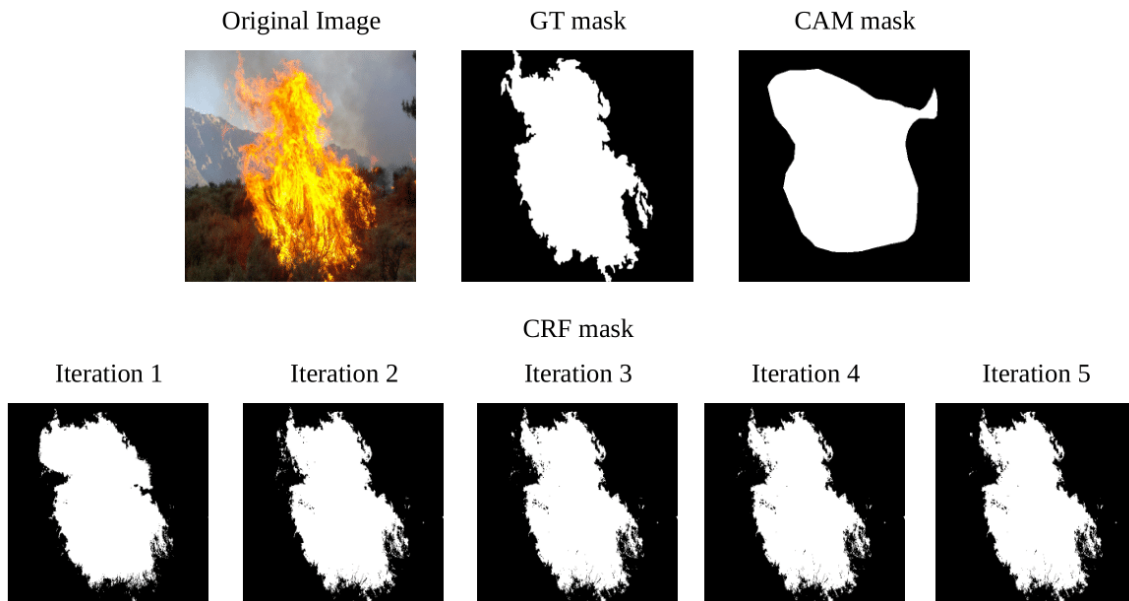 Original Image
GT mask
CAM mask
CRF mask
Iteration 1
Iteration 2
Iteration 3
Iteration 4
Iteration 5